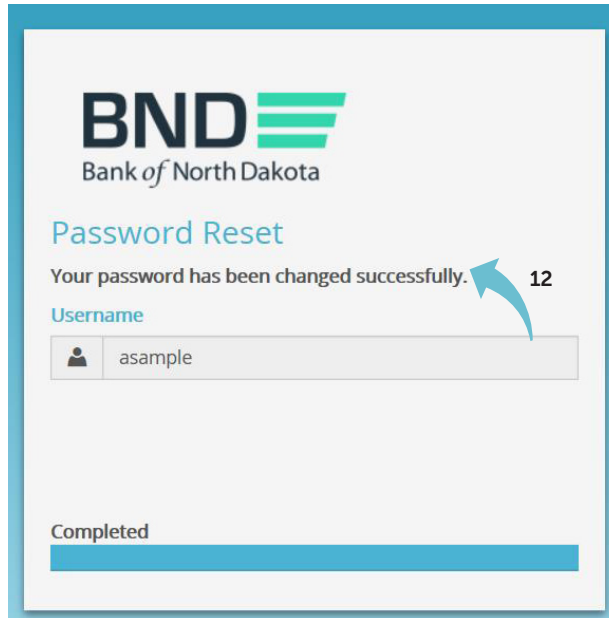 BND
Bank of North Dakota
Password Reset
Your password has been changed successfully. 12
Username
asample
Completed